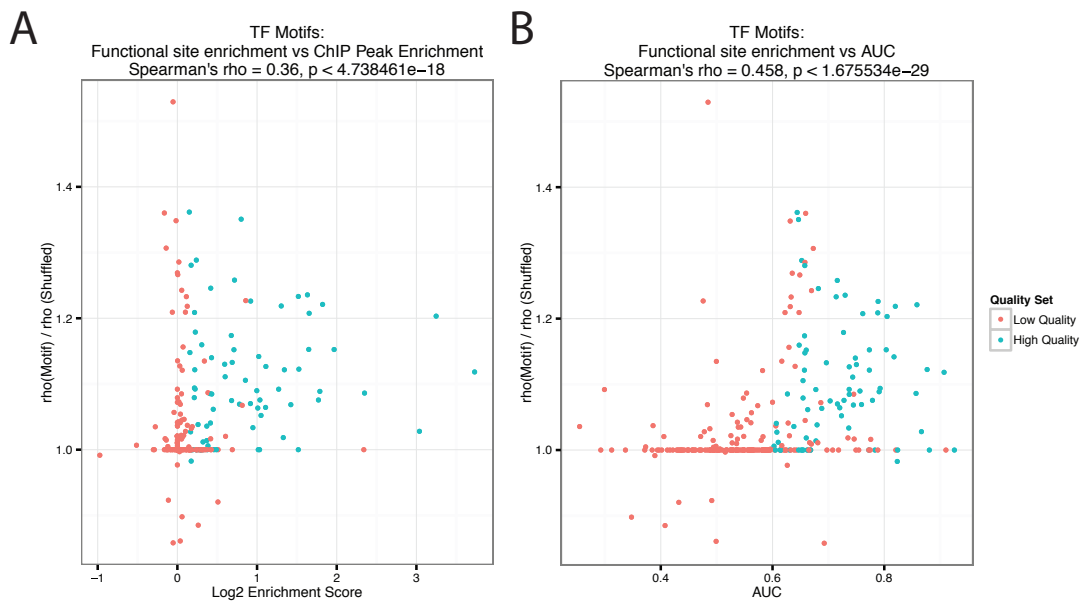 A
TF Motifs:
Functional site enrichment vs ChIP Peak Enrichment
Spearman's rho = 0.36, p < 4.738461e−18
rho(Motif) / rho (Shuffled)
1.4
1.2
1.0
−1
0
1
2
3
Log2 Enrichment Score
B
TF Motifs:
Functional site enrichment vs AUC
Spearman's rho = 0.458, p < 1.675534e−29
rho(Motif) / rho (Shuffled)
1.4
1.2
1.0
0.4
0.6
0.8
AUC
Quality Set
Low Quality
High Quality